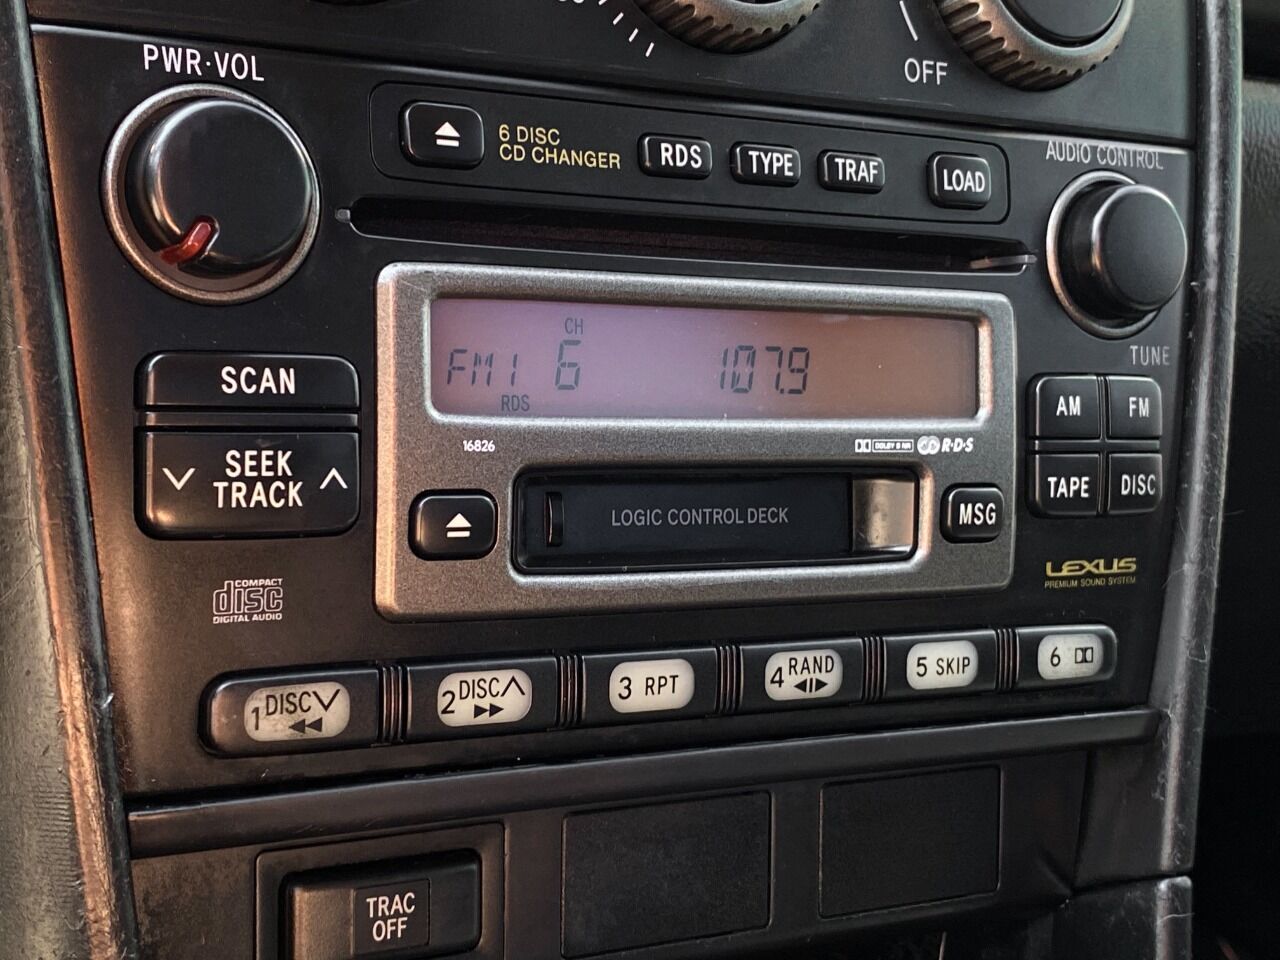 PWR·VOL
OFF
6 DISC
CD CHANGER
RDS
TYPE
TRAF
LOAD
AUDIO CONTROL
CH
FM1 6 107.9
RDS
TUNE
SCAN
SEEK
TRACK
16826
DOLBY B NR
R·D·S
AM
FM
TAPE
DISC
LOGIC CONTROL DECK
MSG
COMPACT
disc
DIGITAL AUDIO
LEXUS
PREMIUM SOUND SYSTEM
1 DISC
2 DISC
3 RPT
4 RAND
5 SKIP
6
TRAC
OFF